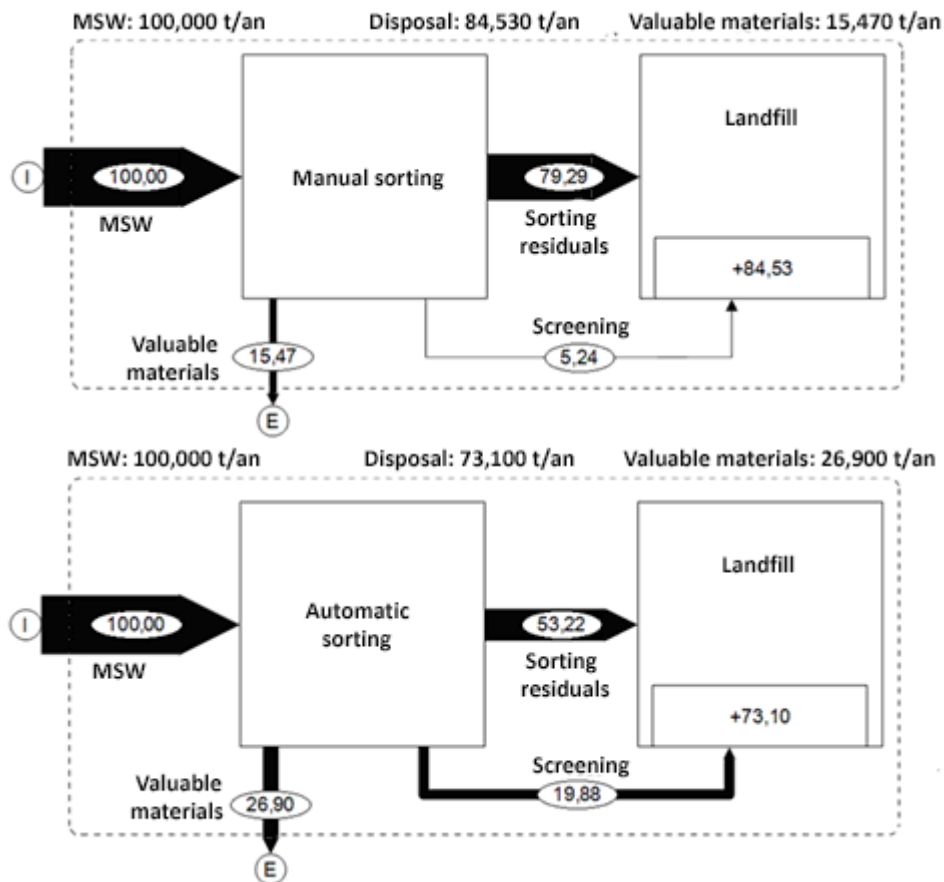 MSW: 100,000 t/an Disposal: 84,530 t/an Valuable materials: 15,470 t/an
Landfill
I 100,00 Manual sorting 79,29
MSW
Sorting
residuals
+84,53
Screening
Valuable
materials
15,47
5,24
E
MSW: 100,000 t/an Disposal: 73,100 t/an Valuable materials: 26,900 t/an
Landfill
I 100,00
Automatic
sorting
53,22
MSW
Sorting
residuals
+73,10
Screening
Valuable
materials
26,90
19,88
E